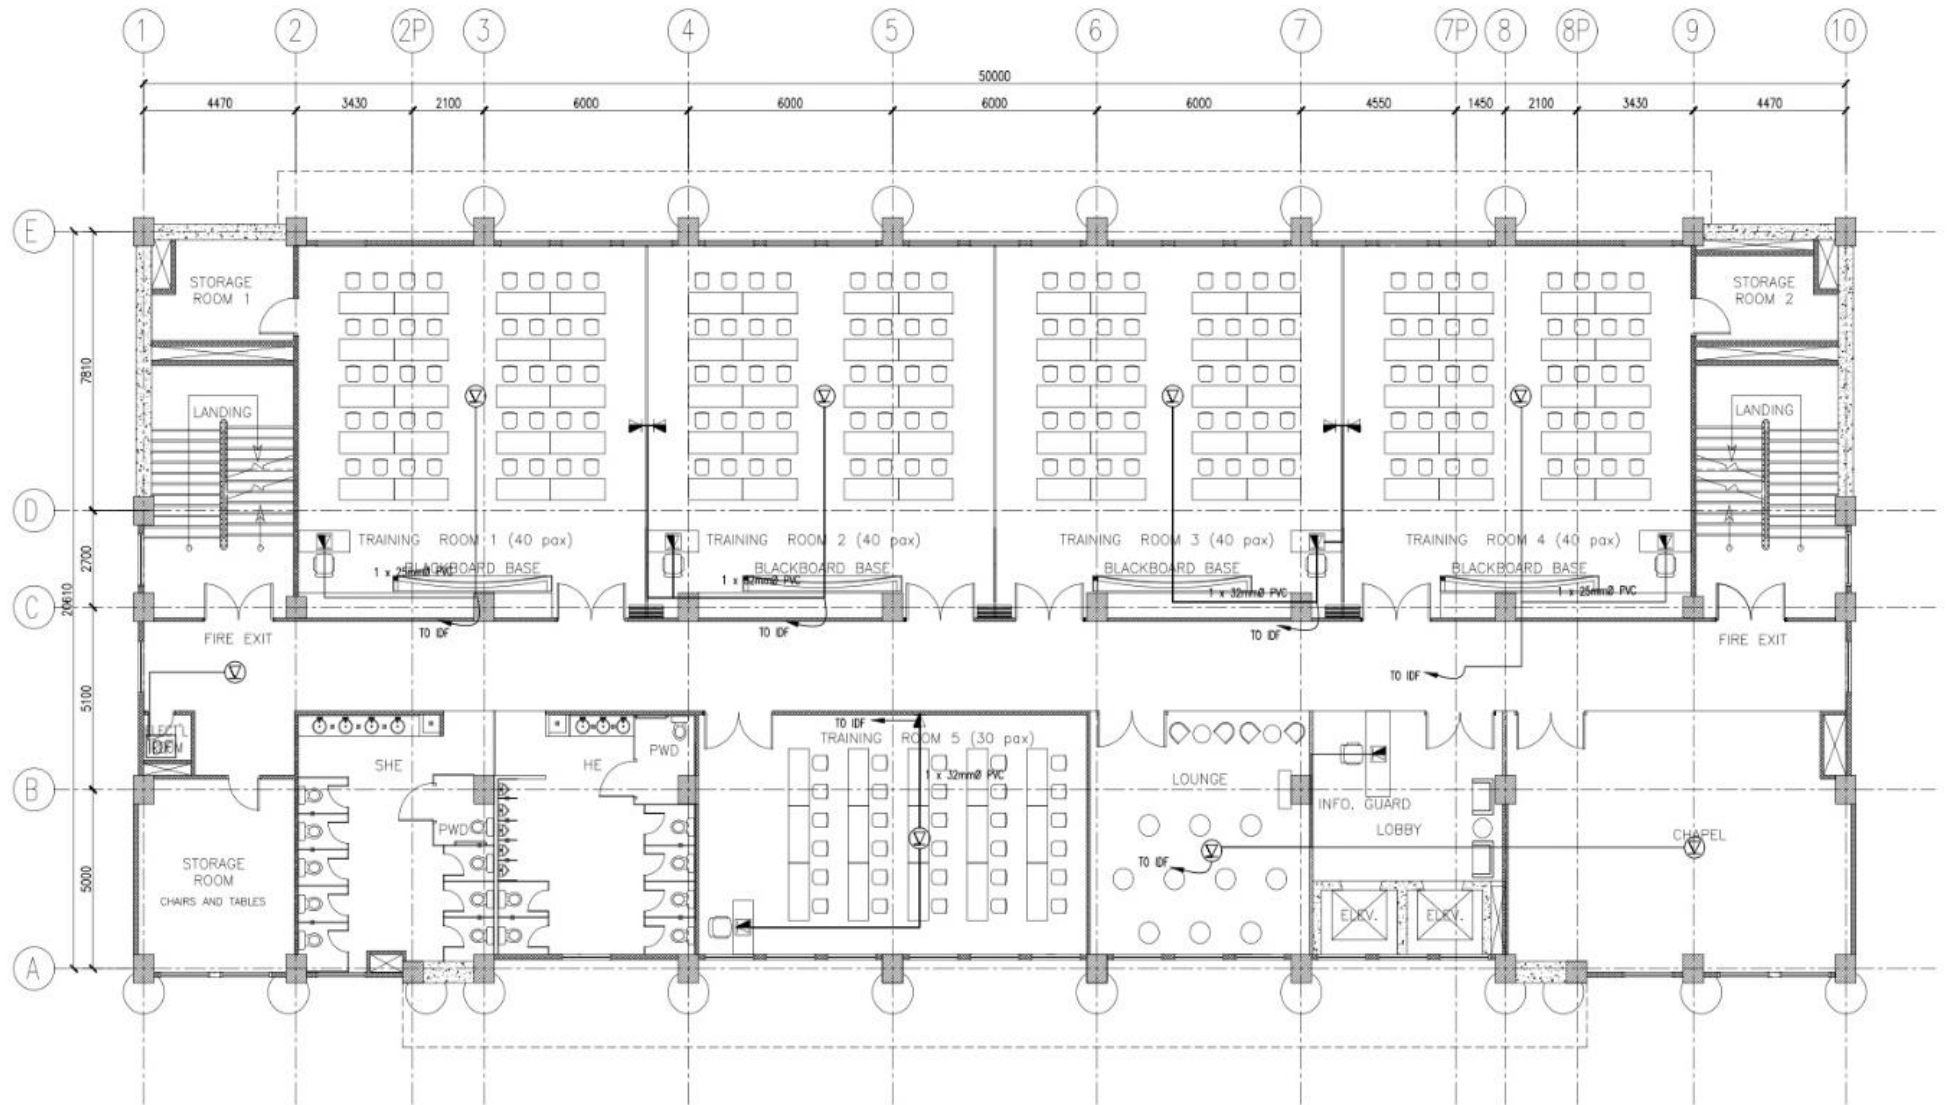 1 2 2P 3 4 5 6 7 7P 8 8P 9 10
50000
4470 3430 2100 6000 6000 6000 6000 4550 1450 2100 3430 4470
E
STORAGE
ROOM 1
STORAGE
ROOM 2
7810
LANDING
LANDING
D
TRAINING ROOM 1 (40 pax)
TRAINING ROOM 2 (40 pax)
TRAINING ROOM 3 (40 pax)
TRAINING ROOM 4 (40 pax)
2700
BLACKBOARD BASE
BLACKBOARD BASE
BLACKBOARD BASE
BLACKBOARD BASE
1 x 25mmØ PVC
1 x 32mmØ PVC
1 x 32mmØ PVC
1 x 25mmØ PVC
20610
C
TO IDF
TO IDF
TO IDF
FIRE EXIT
FIRE EXIT
TO IDF
5100
TO IDF
TRAINING ROOM 5 (30 pax)
PWD
SHE
HE
1 x 32mmØ PVC
LOUNGE
B
INFO. GUARD
LOBBY
PWD
CHAPEL
TO IDF
STORAGE
ROOM
CHAIRS AND TABLES
5000
ELEV.
ELEV.
A